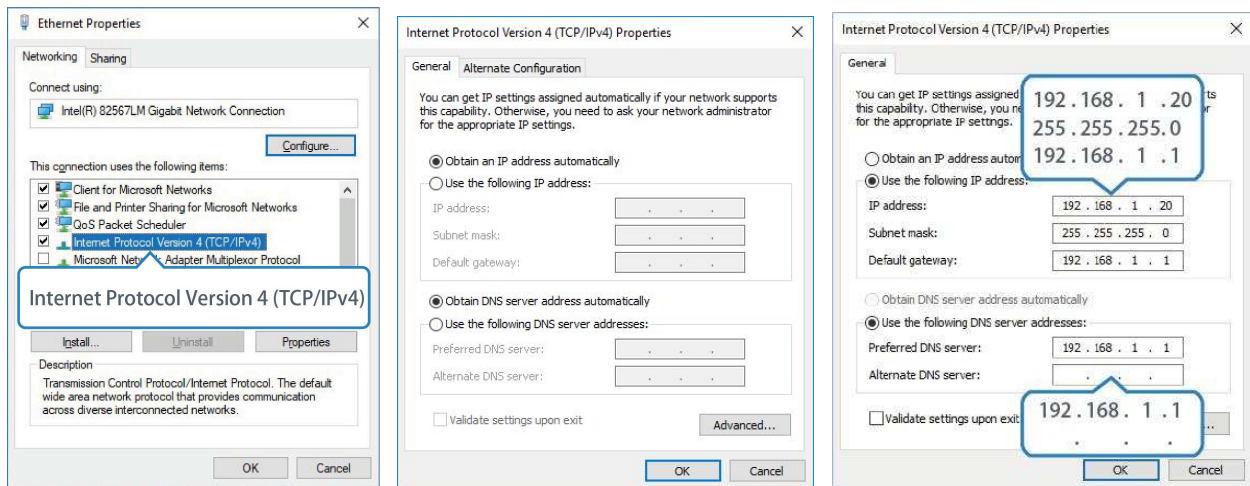 Ethernet Properties
Networking Sharing
Connect using:
Intel(R) 82567LM Gigabit Network Connection
Configure...
This connection uses the following items:
Client for Microsoft Networks
File and Printer Sharing for Microsoft Networks
QoS Packet Scheduler
Internet Protocol Version 4 (TCP/IPv4)
Microsoft Adapter Multiplexor Protocol
Internet Protocol Version 4 (TCP/IPv4)
Install... Uninstall Properties
Description
Transmission Control Protocol/Internet Protocol. The default
wide area network protocol that provides communication
across diverse interconnected networks.
OK Cancel
Internet Protocol Version 4 (TCP/IPv4) Properties
General Alternate Configuration
You can get IP settings assigned automatically if your network supports
this capability. Otherwise, you need to ask your network administrator
for the appropriate IP settings.
Obtain an IP address automatically
Use the following IP address:
IP address: . . .
Subnet mask: . . .
Default gateway: . . .
Obtain DNS server address automatically
Use the following DNS server addresses:
Preferred DNS server: . . .
Alternate DNS server: . . .
Validate settings upon exit
Advanced...
OK Cancel
Internet Protocol Version 4 (TCP/IPv4) Properties
General
You can get IP settings assigned
this capability. Otherwise, you
for the appropriate IP settings.
192.168. 1 .20
255.255.255.0
192.168. 1 .1
Obtain an IP address
Use the following IP address:
IP address: 192 . 168 . 1 . 20
Subnet mask: 255 . 255 . 255 . 0
Default gateway: 192 . 168 . 1 . 1
Obtain DNS server address automatically
Use the following DNS server addresses:
Preferred DNS server: 192 . 168 . 1 . 1
Alternate DNS server: . . .
Validate settings upon exit
192.168. 1 .1
. . .
OK Cancel